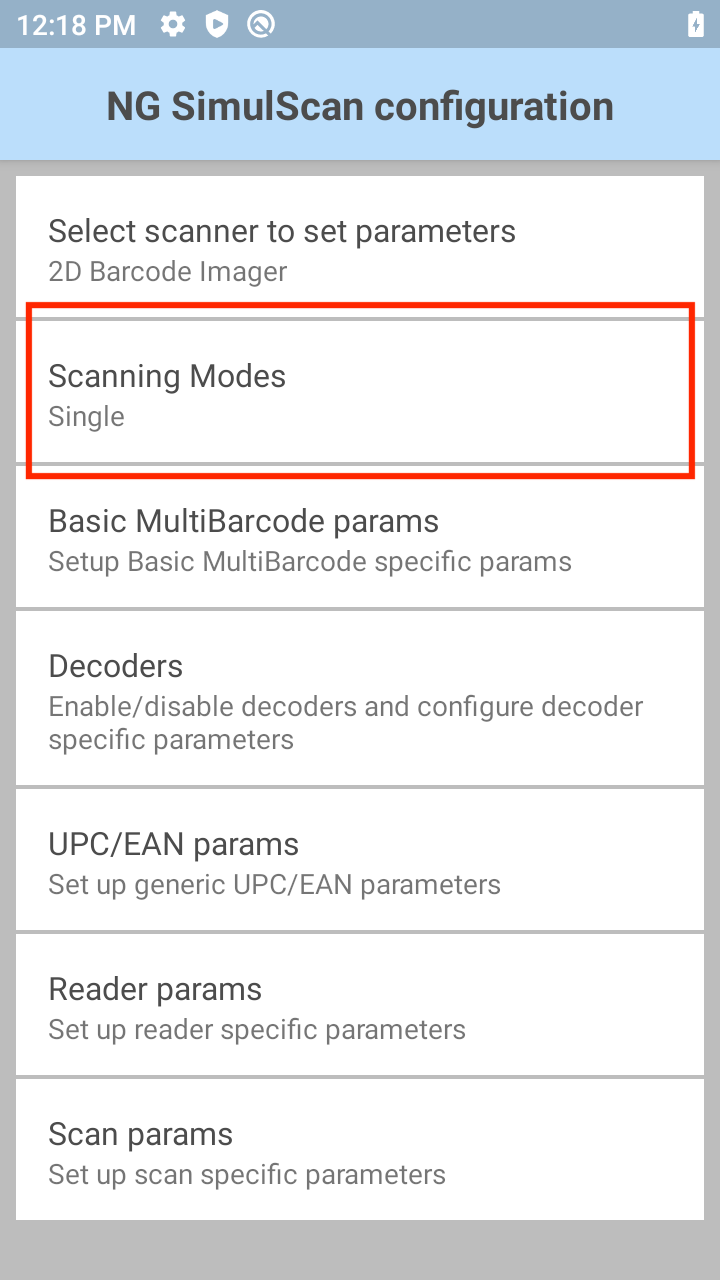 12:18 PM
NG SimulScan configuration
Select scanner to set parameters
2D Barcode Imager
Scanning Modes
Single
Basic MultiBarcode params
Setup Basic MultiBarcode specific params
Decoders
Enable/disable decoders and configure decoder
specific parameters
UPC/EAN params
Set up generic UPC/EAN parameters
Reader params
Set up reader specific parameters
Scan params
Set up scan specific parameters